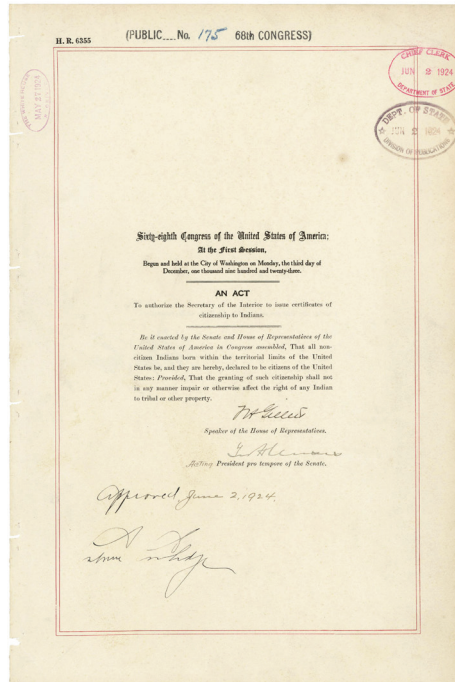 H. R. 6355
(PUBLIC No. 175 68th CONGRESS)
CHIEF CLERK
JUN 2 1924
DEPARTMENT OF STATE
MAY 27 1924
DEPT. OF STATE
JUN 2 1924
DIVISION OF PUBLICATIONS
Sixty-eighth Congress of the United States of America;
At the First Session,
Begun and held at the City of Washington on Monday, the third day of
December, one thousand nine hundred and twenty-three.
AN ACT
To authorize the Secretary of the Interior to issue certificates of
citizenship to Indians.
Be it enacted by the Senate and House of Representatives of the
United States of America in Congress assembled, That all non-
citizen Indians born within the territorial limits of the United
States be, and they are hereby, declared to be citizens of the United
States: Provided, That the granting of such citizenship shall not
in any manner impair or otherwise affect the right of any Indian
to tribal or other property.
Speaker of the House of Representatives.
Acting President pro tempore of the Senate.
Approved June 2, 1924.